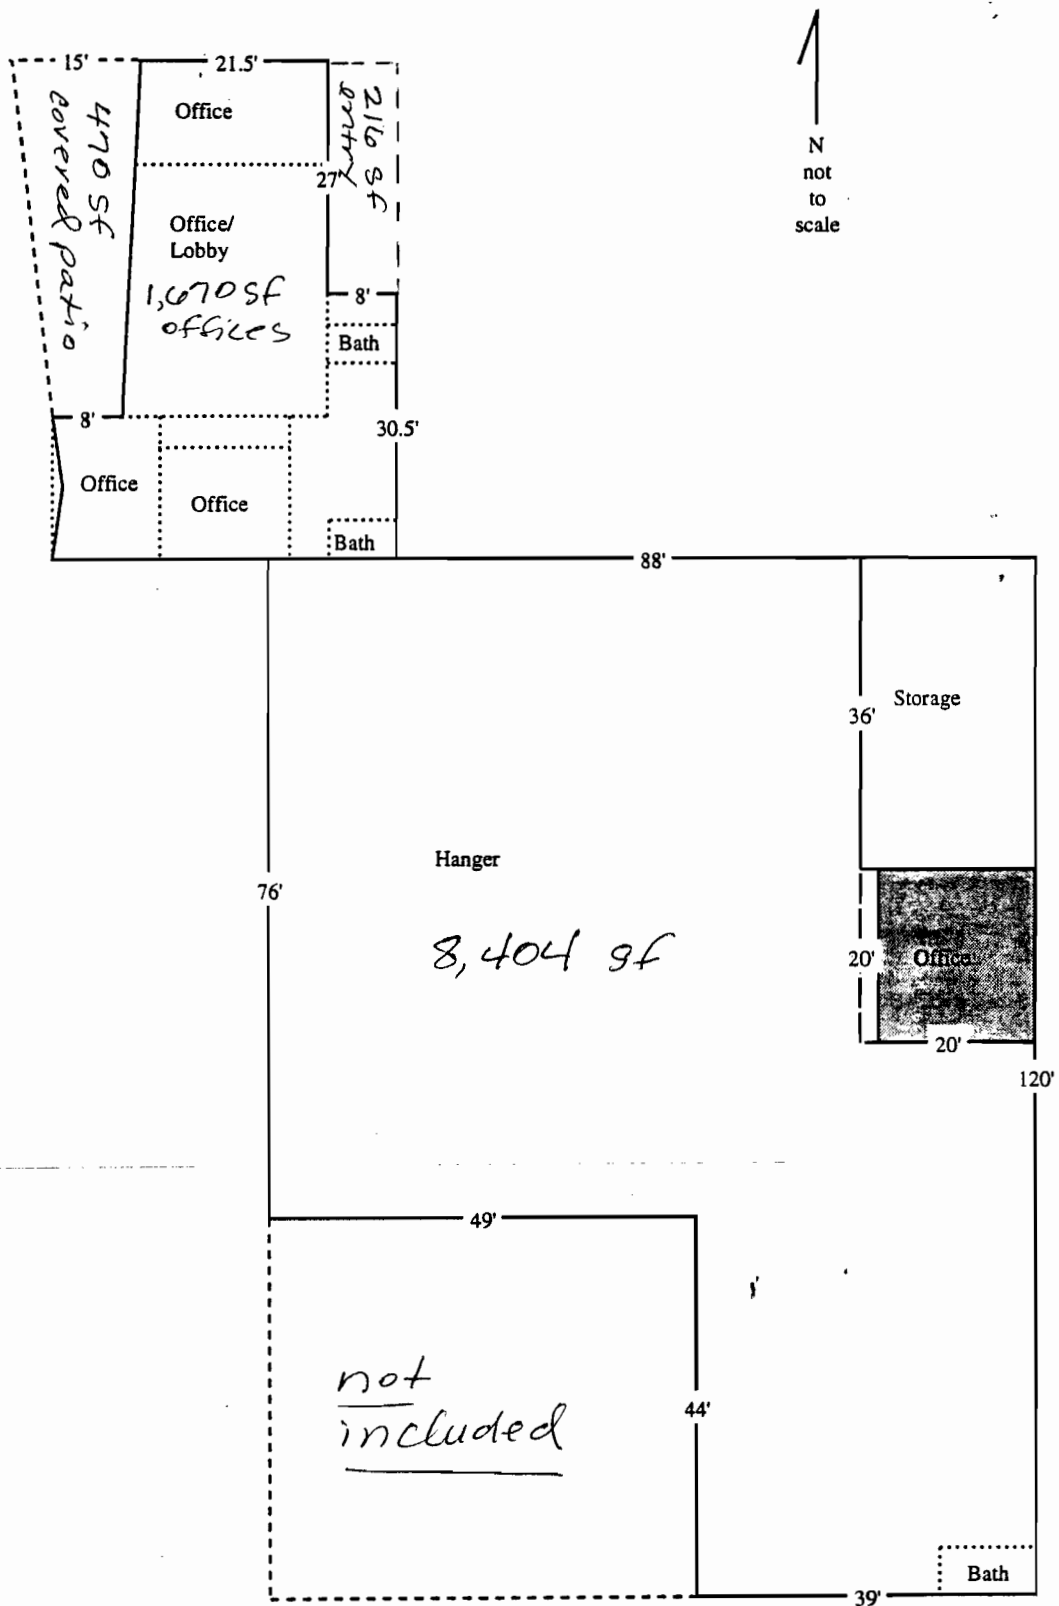 15'
21.5'
Office
470 sf
covered patio
216 sf
entry
27'
Office/
Lobby
1,670 sf
offices
8'
Bath
8'
30.5'
Office
Office
Bath
N
not
to
scale
88'
36'
Storage
Hanger
76'
8,404 sf
20'
Office
20'
120'
49'
not
included
44'
Bath
39'